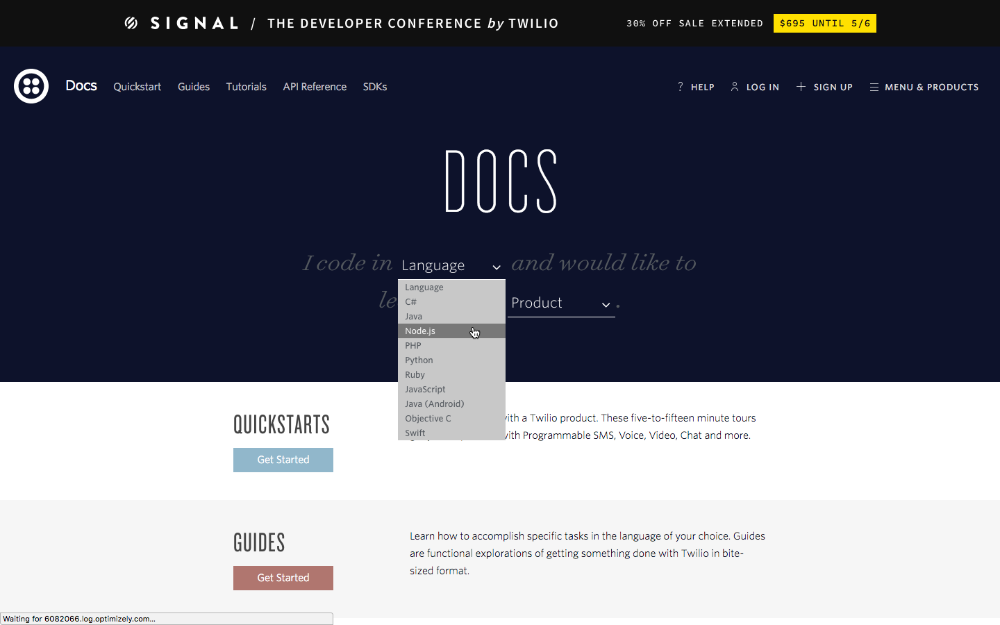 SIGNAL / THE DEVELOPER CONFERENCE by TWILIO
30% OFF SALE EXTENDED
$695 UNTIL 5/6
Docs
Quickstart
Guides
Tutorials
API Reference
SDKs
? HELP
LOG IN
SIGN UP
MENU & PRODUCTS
DOCS
I code in Language and would like to
le Product .
Language
C#
Java
Node.js
PHP
Python
Ruby
JavaScript
Java (Android)
Objective C
Swift
QUICKSTARTS
Get Started
with a Twilio product. These five-to-fifteen minute tours
with Programmable SMS, Voice, Video, Chat and more.
GUIDES
Get Started
Learn how to accomplish specific tasks in the language of your choice. Guides
are functional explorations of getting something done with Twilio in bite-
sized format.
Waiting for 6082066.log.optimizely.com...